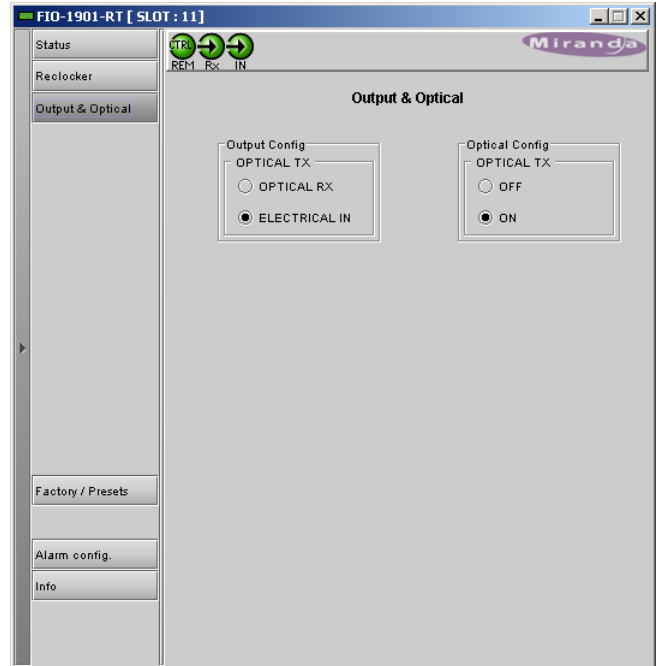 FIO-1901-RT [ SLOT : 11]
Status
Reclocker
Output & Optical
Factory / Presets
Alarm config.
Info
CTRL
REM Rx IN
Miranda
Output & Optical
Output Config
OPTICAL TX
OPTICAL RX
ELECTRICAL IN
Optical Config
OPTICAL TX
OFF
ON